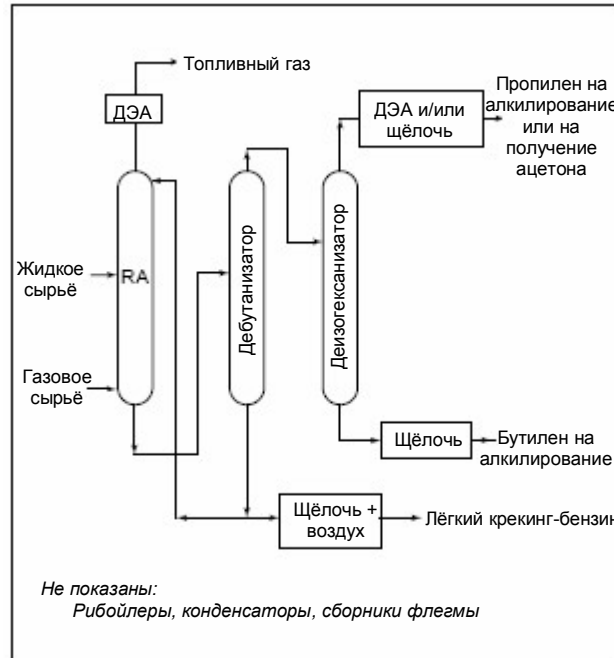 Топливный газ
ДЭА
ДЭА и/или
щёлочь
Пропилен на
алкилирование
или на
получение
ацетона
Жидкое
сырьё
RA
Дебутанизатор
Деизогексанизатор
Газовое
сырьё
Щёлочь
Бутилен на
алкилирование
Щёлочь +
воздух
Лёгкий крекинг-бензин
Не показаны:
Рибойлеры, конденсаторы, сборники флегмы